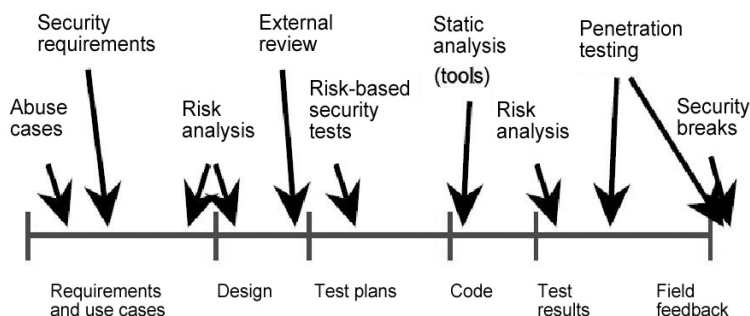 Security
requirements
External
review
Static
analysis
(tools)
Penetration
testing
Abuse
cases
Risk
analysis
Risk-based
security
tests
Risk
analysis
Security
breaks
Requirements
and use cases
Design
Test plans
Code
Test
results
Field
feedback